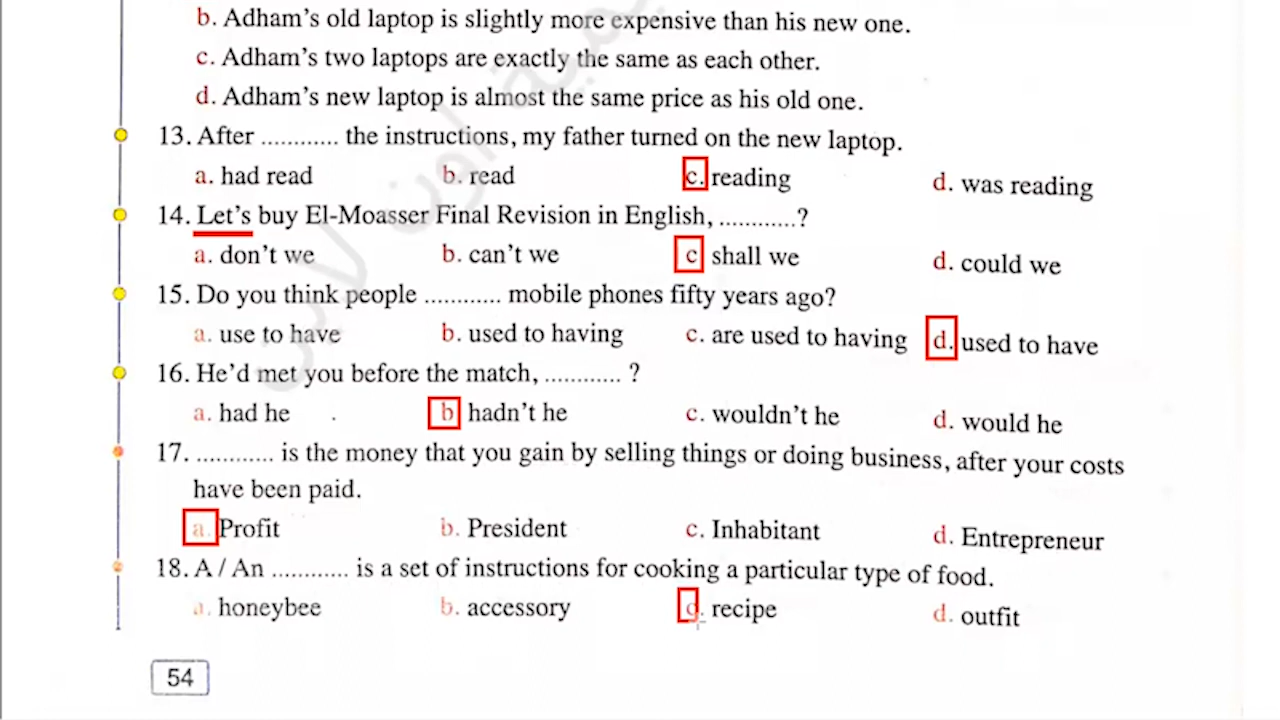 b. Adham's old laptop is slightly more expensive than his new one.
c. Adham's two laptops are exactly the same as each other.
d. Adham's new laptop is almost the same price as his old one.
13. After ............ the instructions, my father turned on the new laptop.
a. had read b. read c. reading d. was reading
14. Let's buy El-Moasser Final Revision in English, ............?
a. don't we b. can't we c shall we d. could we
15. Do you think people ............ mobile phones fifty years ago?
a. use to have b. used to having c. are used to having d. used to have
16. He'd met you before the match, ............ ?
a. had he b hadn't he c. wouldn't he d. would he
17. ............ is the money that you gain by selling things or doing business, after your costs
have been paid.
a. Profit b. President c. Inhabitant d. Entrepreneur
18. A / An ............ is a set of instructions for cooking a particular type of food.
a. honeybee b. accessory c. recipe d. outfit
54